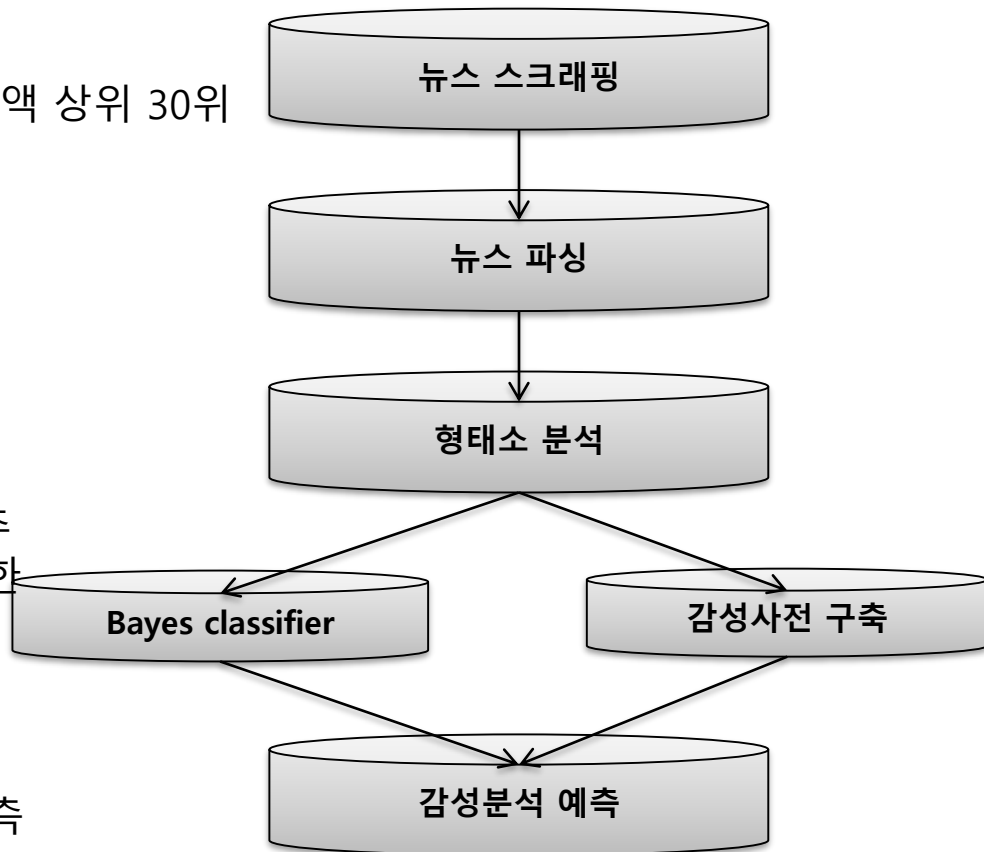 뉴스 스크래핑
액 상위 30위
뉴스 파싱
형태소 분석
Bayes classifier
감성사전 구축
감성분석 예측
측